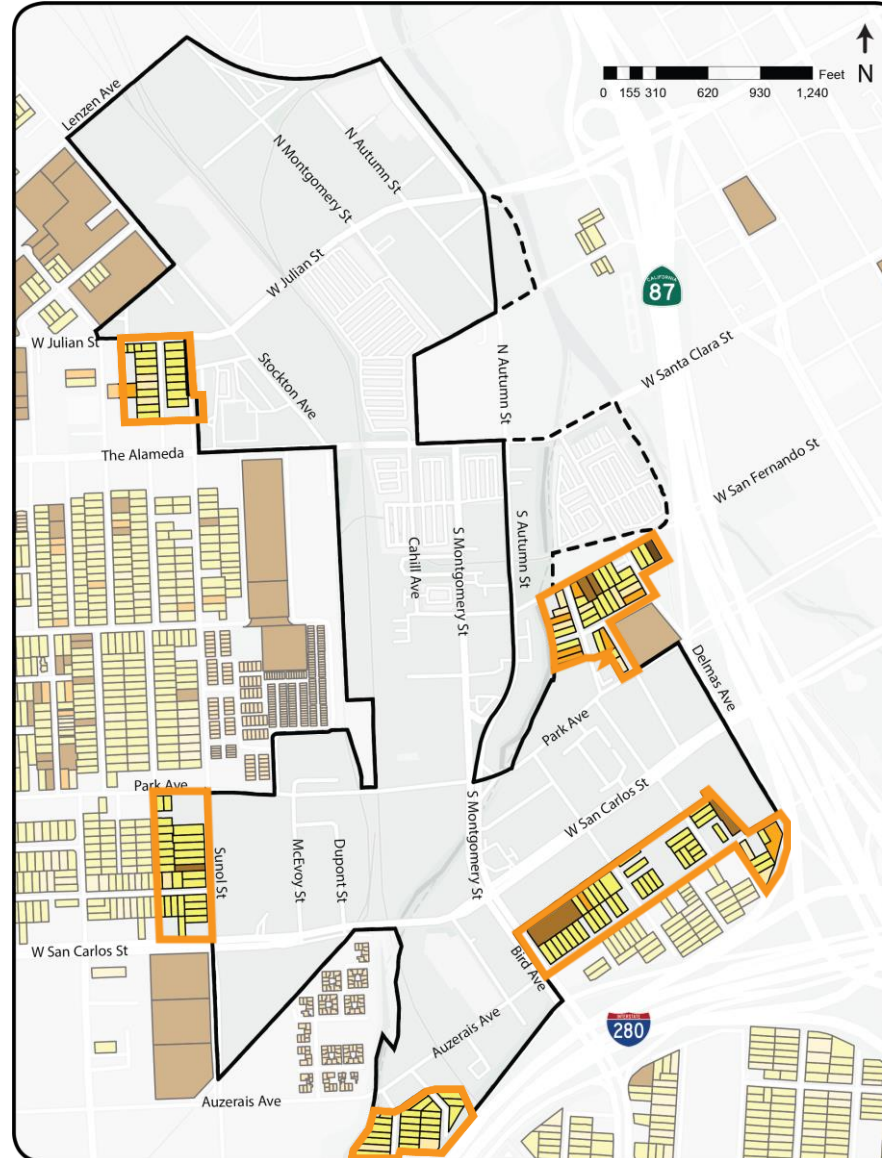 Lenzen Ave
N
Feet
0 155 310 620 930 1,240
N Montgomery St
N Autumn St
W Julian St
CALIFORNIA
87
W Julian St
Stockton Ave
N Autumn St
W Santa Clara St
The Alameda
W San Fernando St
Cahill Ave
S Montgomery St
S Autumn St
Delmas Ave
Park Ave
Park Ave
W San Carlos St
Sunol St
McEvoy St
Dupont St
S Montgomery St
W San Carlos St
Bird Ave
INTERSTATE
280
Auzerais Ave
Auzerais Ave